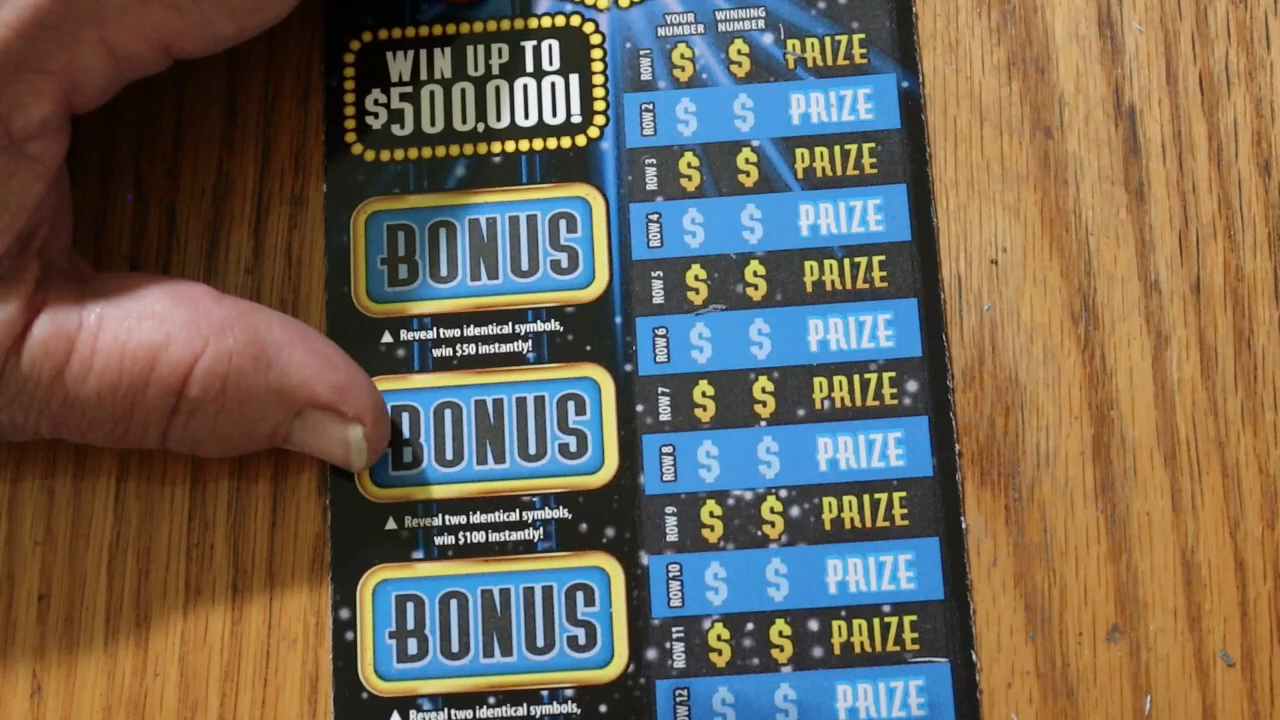 WIN UP TO
$500,000!
BONUS
▲ Reveal two identical symbols,
win $50 instantly!
BONUS
▲ Reveal two identical symbols,
win $100 instantly!
BONUS
▲ Reveal two identical symbols,
YOUR NUMBER
WINNING NUMBER
ROW 1 $ $ PRIZE
ROW 2 $ $ PRIZE
ROW 3 $ $ PRIZE
ROW 4 $ $ PRIZE
ROW 5 $ $ PRIZE
ROW 6 $ $ PRIZE
ROW 7 $ $ PRIZE
ROW 8 $ $ PRIZE
ROW 9 $ $ PRIZE
ROW 10 $ $ PRIZE
ROW 11 $ $ PRIZE
ROW 12 $ $ PRIZE